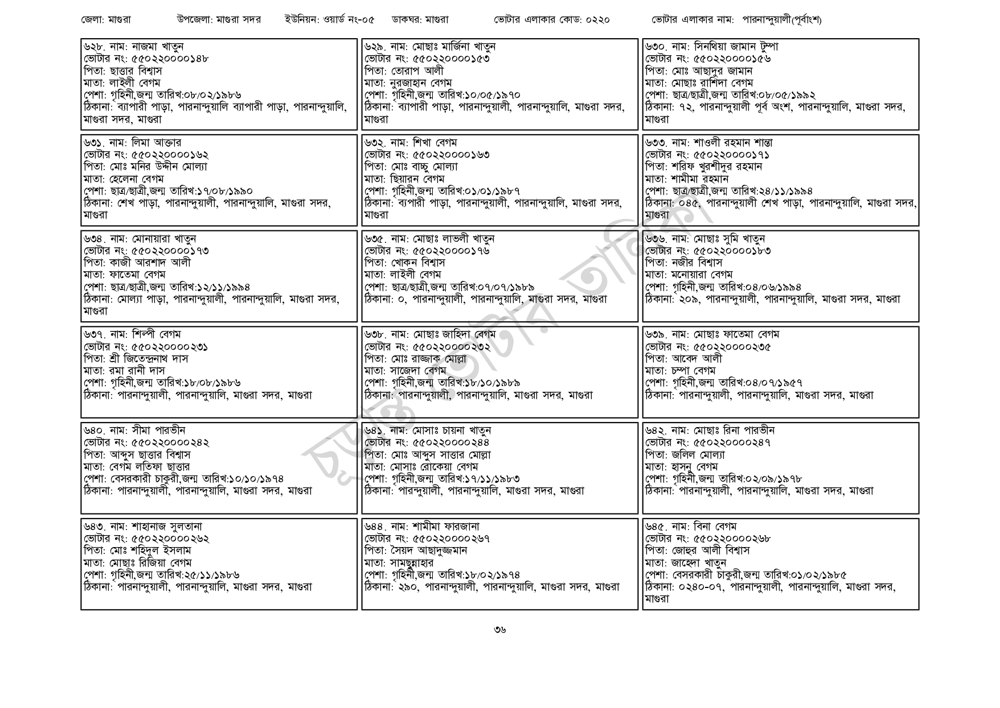 জেলা: মাগুরা উপজেলা: মাগুরা সদর ইউনিয়ন: ওয়ার্ড নং-০৫ ডাকঘর: মাগুরা ভোটার এলাকার কোড: ০২২০ ভোটার এলাকার নাম: পারনান্দুয়ালী(পূর্বাংশ)
৬২৮. নাম: নাজমা খাতুন
ভোটার নং: ৫৫০২২০০০০১৪৮
পিতা: ছাত্তার বিশ্বাস
মাতা: লাইলী বেগম
পেশা: গৃহিনী,জন্ম তারিখ:০৮/০২/১৯৮৬
ঠিকানা: ব্যাপারী পাড়া, পারনান্দুয়ালি ব্যাপারী পাড়া, পারনান্দুয়ালি,
মাগুরা সদর, মাগুরা
৬২৯. নাম: মোছাঃ মার্জিনা খাতুন
ভোটার নং: ৫৫০২২০০০০১৫৩
পিতা: তোরাপ আলী
মাতা: নুরজাহান বেগম
পেশা: গৃহিনী,জন্ম তারিখ:১০/০৫/১৯৭০
ঠিকানা: ব্যাপারী পাড়া, পারনান্দুয়ালী, পারনান্দুয়ালি, মাগুরা সদর,
মাগুরা
৬৩০. নাম: সিনথিয়া জামান টুম্পা
ভোটার নং: ৫৫০২২০০০০১৫৬
পিতা: মোঃ আছাদুর জামান
মাতা: মোছাঃ রাশিদা বেগম
পেশা: ছাত্র/ছাত্রী,জন্ম তারিখ:০৮/০৫/১৯৯২
ঠিকানা: ৭২, পারনান্দুয়ালী পূর্ব অংশ, পারনান্দুয়ালি, মাগুরা সদর,
মাগুরা
৬৩১. নাম: লিমা আক্তার
ভোটার নং: ৫৫০২২০০০০১৬২
পিতা: মোঃ মনির উদ্দীন মোল্যা
মাতা: হেলেনা বেগম
পেশা: ছাত্র/ছাত্রী,জন্ম তারিখ:১৭/০৮/১৯৯০
ঠিকানা: শেখ পাড়া, পারনান্দুয়ালী, পারনান্দুয়ালি, মাগুরা সদর,
মাগুরা
৬৩২. নাম: শিখা বেগম
ভোটার নং: ৫৫০২২০০০০১৬৩
পিতা: মোঃ বাচ্চু মোল্যা
মাতা: ছিয়ারন বেগম
পেশা: গৃহিনী,জন্ম তারিখ:০১/০১/১৯৮৭
ঠিকানা: ব্যপারী পাড়া, পারনান্দুয়ালী, পারনান্দুয়ালি, মাগুরা সদর,
মাগুরা
৬৩৩. নাম: শাওলী রহমান শান্তা
ভোটার নং: ৫৫০২২০০০০১৭১
পিতা: শরিফ খুরশীদুর রহমান
মাতা: শামীমা রহমান
পেশা: ছাত্র/ছাত্রী,জন্ম তারিখ:২৪/১১/১৯৯৪
ঠিকানা: ০৪৫, পারনান্দুয়ালী শেখ পাড়া, পারনান্দুয়ালি, মাগুরা সদর,
মাগুরা
৬৩৪. নাম: মোনায়ারা খাতুন
ভোটার নং: ৫৫০২২০০০০১৭৩
পিতা: কাজী আরশাদ আলী
মাতা: ফাতেমা বেগম
পেশা: ছাত্র/ছাত্রী,জন্ম তারিখ:১২/১১/১৯৯৪
ঠিকানা: মোল্যা পাড়া, পারনান্দুয়ালী, পারনান্দুয়ালি, মাগুরা সদর,
মাগুরা
৬৩৫. নাম: মোছাঃ লাভলী খাতুন
ভোটার নং: ৫৫০২২০০০০১৭৬
পিতা: খোকন বিশ্বাস
মাতা: লাইলী বেগম
পেশা: ছাত্র/ছাত্রী,জন্ম তারিখ:০৭/০৭/১৯৮৯
ঠিকানা: ০, পারনান্দুয়ালী, পারনান্দুয়ালি, মাগুরা সদর, মাগুরা
৬৩৬. নাম: মোছাঃ সুমি খাতুন
ভোটার নং: ৫৫০২২০০০০১৮৩
পিতা: নজীর বিশ্বাস
মাতা: মনোয়ারা বেগম
পেশা: গৃহিনী,জন্ম তারিখ:০৪/০৬/১৯৯৪
ঠিকানা: ২০৯, পারনান্দুয়ালী, পারনান্দুয়ালি, মাগুরা সদর, মাগুরা
৬৩৭. নাম: শিল্পী বেগম
ভোটার নং: ৫৫০২২০০০০২৩১
পিতা: শ্রী জিতেন্দ্রনাথ দাস
মাতা: রমা রানী দাস
পেশা: গৃহিনী,জন্ম তারিখ:১৮/০৮/১৯৮৬
ঠিকানা: পারনান্দুয়ালী, পারনান্দুয়ালি, মাগুরা সদর, মাগুরা
৬৩৮. নাম: মোছাঃ জাহিদা বেগম
ভোটার নং: ৫৫০২২০০০০২৩২
পিতা: মোঃ রাজ্জাক মোল্লা
মাতা: সাজেদা বেগম
পেশা: গৃহিনী,জন্ম তারিখ:১৮/১০/১৯৮৯
ঠিকানা: পারনান্দুয়ালী, পারনান্দুয়ালি, মাগুরা সদর, মাগুরা
৬৩৯. নাম: মোছাঃ ফাতেমা বেগম
ভোটার নং: ৫৫০২২০০০০২৩৫
পিতা: আবেদ আলী
মাতা: চম্পা বেগম
পেশা: গৃহিনী,জন্ম তারিখ:০৪/০৭/১৯৫৭
ঠিকানা: পারনান্দুয়ালী, পারনান্দুয়ালি, মাগুরা সদর, মাগুরা
৬৪০. নাম: সীমা পারভীন
ভোটার নং: ৫৫০২২০০০০২৪২
পিতা: আব্দুস ছাত্তার বিশ্বাস
মাতা: বেগম লতিফা ছাত্তার
পেশা: বেসরকারী চাকুরী,জন্ম তারিখ:১০/১০/১৯৭৪
ঠিকানা: পারনান্দুয়ালী, পারনান্দুয়ালি, মাগুরা সদর, মাগুরা
৬৪১. নাম: মোসাঃ চায়না খাতুন
ভোটার নং: ৫৫০২২০০০০২৪৪
পিতা: মোঃ আব্দুস সাত্তার মোল্লা
মাতা: মোসাঃ রোকেয়া বেগম
পেশা: গৃহিনী,জন্ম তারিখ:১৭/১১/১৯৮৩
ঠিকানা: পারন্দুয়ালী, পারনান্দুয়ালি, মাগুরা সদর, মাগুরা
৬৪২. নাম: মোছাঃ রিনা পারভীন
ভোটার নং: ৫৫০২২০০০০২৪৭
পিতা: জলিল মোল্যা
মাতা: হাসনু বেগম
পেশা: গৃহিনী,জন্ম তারিখ:০২/০৯/১৯৭৮
ঠিকানা: পারনান্দুয়ালী, পারনান্দুয়ালি, মাগুরা সদর, মাগুরা
৬৪৩. নাম: শাহানাজ সুলতানা
ভোটার নং: ৫৫০২২০০০০২৬২
পিতা: মোঃ শহিদুল ইসলাম
মাতা: মোছাঃ রিজিয়া বেগম
পেশা: গৃহিনী,জন্ম তারিখ:২৫/১১/১৯৮৬
ঠিকানা: পারনান্দুয়ালী, পারনান্দুয়ালি, মাগুরা সদর, মাগুরা
৬৪৪. নাম: শামীমা ফারজানা
ভোটার নং: ৫৫০২২০০০০২৬৭
পিতা: সৈয়দ আছাদুজ্জমান
মাতা: সামছুন্নাহার
পেশা: গৃহিনী,জন্ম তারিখ:১৮/০২/১৯৭৪
ঠিকানা: ২৯০, পারনান্দুয়ালী, পারনান্দুয়ালি, মাগুরা সদর, মাগুরা
৬৪৫. নাম: বিনা বেগম
ভোটার নং: ৫৫০২২০০০০২৬৮
পিতা: জোহুর আলী বিশ্বাস
মাতা: জাহেদা খাতুন
পেশা: বেসরকারী চাকুরী,জন্ম তারিখ:০১/০২/১৯৮৫
ঠিকানা: ০২৪০-০৭, পারনান্দুয়ালী, পারনান্দুয়ালি, মাগুরা সদর,
মাগুরা
চূড়ান্ত ভোটার তালিকা
৩৬